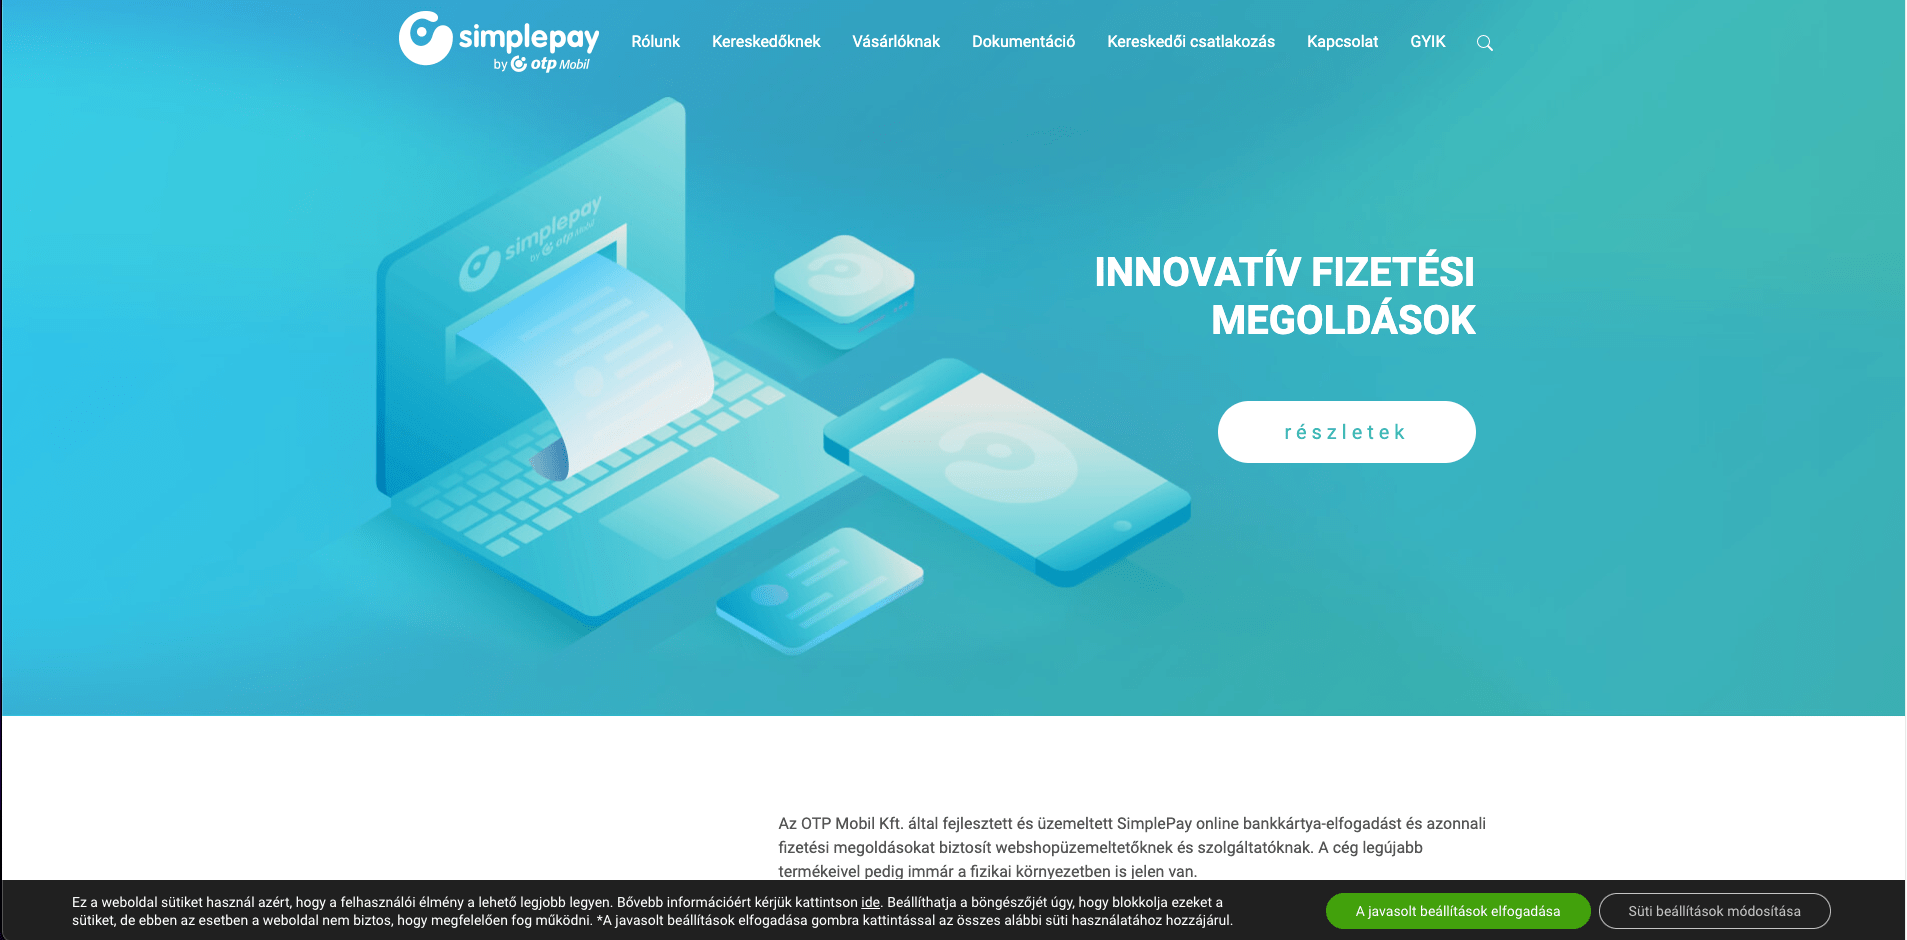 simplepay
by otp Mobil
Rólunk
Kereskedőknek
Vásárlóknak
Dokumentáció
Kereskedői csatlakozás
Kapcsolat
GYIK
simplepay
by otp Mobil
INNOVATÍV FIZETÉSI
MEGOLDÁSOK
részletek
Az OTP Mobil Kft. által fejlesztett és üzemeltett SimplePay online bankkártya-elfogadást és azonnali
fizetési megoldásokat biztosít webshopüzemeltetőknek és szolgáltatóknak. A cég legújabb
termékeivel pedig immár a fizikai környezetben is jelen van.
Ez a weboldal sütiket használ azért, hogy a felhasználói élmény a lehető legjobb legyen. Bővebb információért kérjük kattintson ide. Beállíthatja a böngészőjét úgy, hogy blokkolja ezeket a
sütiket, de ebben az esetben a weboldal nem biztos, hogy megfelelően fog működni. *A javasolt beállítások elfogadása gombra kattintással az összes alábbi süti használatához hozzájárul.
A javasolt beállítások elfogadása
Süti beállítások módosítása